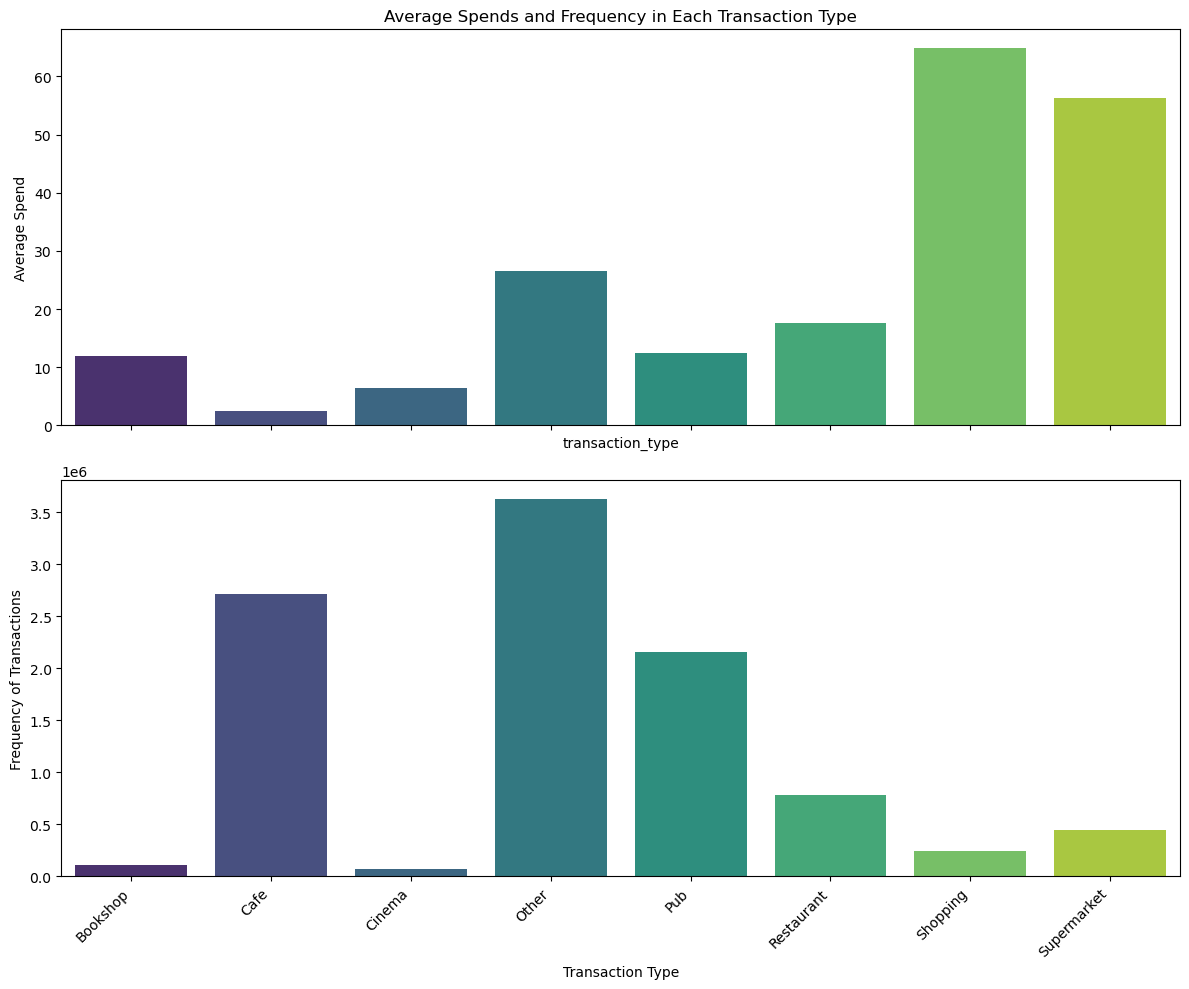 Average Spends and Frequency in Each Transaction Type
Average Spend
60
50
40
30
20
10
0
transaction_type
1e6
Frequency of Transactions
3.5
3.0
2.5
2.0
1.5
1.0
0.5
0.0
Bookshop
Cafe
Cinema
Other
Pub
Restaurant
Shopping
Supermarket
Transaction Type